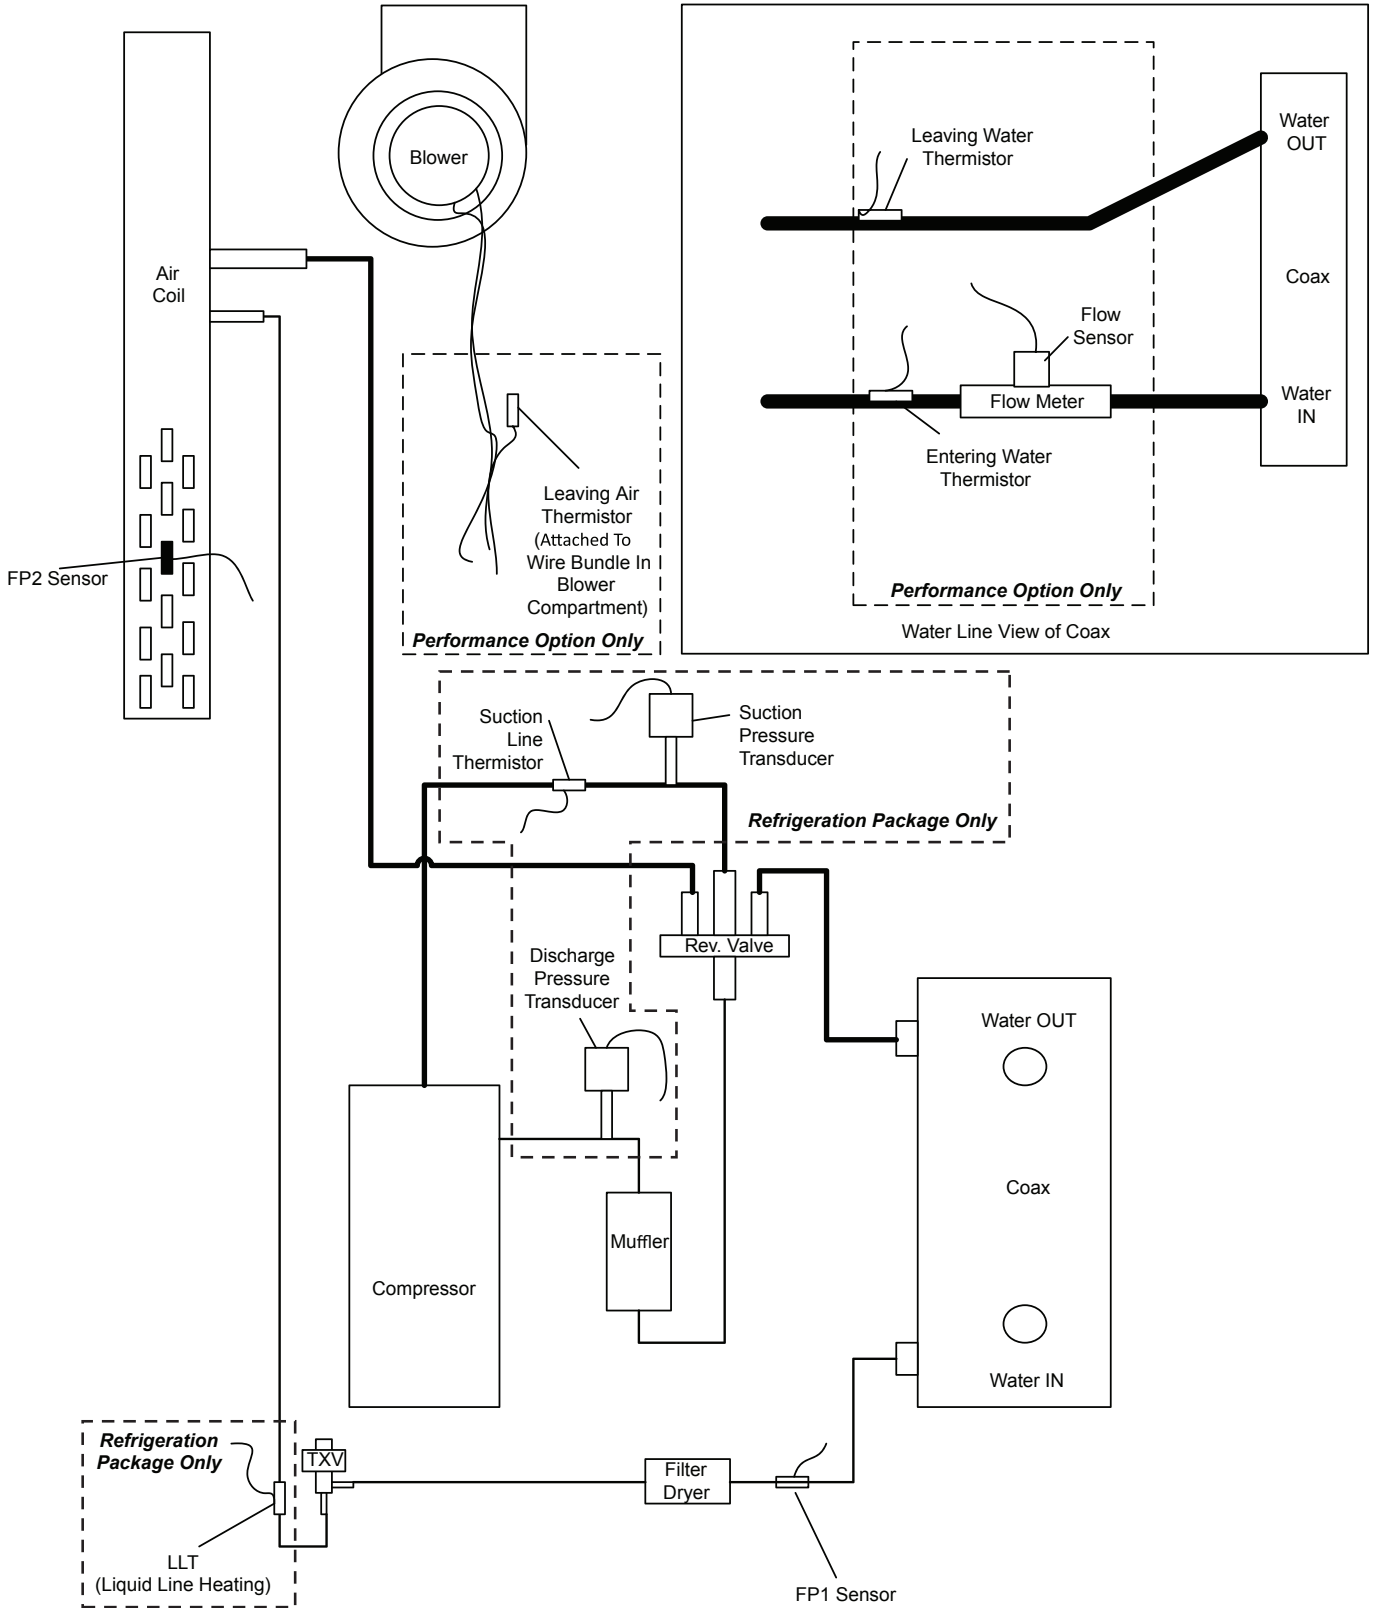 Blower
Air
Coil
FP2 Sensor
Leaving Air
Thermistor
(Attached To
Wire Bundle In
Blower
Compartment)
Performance Option Only
Leaving Water
Thermistor
Water
OUT
Coax
Flow
Sensor
Flow Meter
Water
IN
Entering Water
Thermistor
Performance Option Only
Water Line View of Coax
Suction
Line
Thermistor
Suction
Pressure
Transducer
Refrigeration Package Only
Rev. Valve
Discharge
Pressure
Transducer
Water OUT
Coax
Water IN
Muffler
Compressor
Refrigeration
Package Only
TXV
Filter
Dryer
LLT
(Liquid Line Heating)
FP1 Sensor